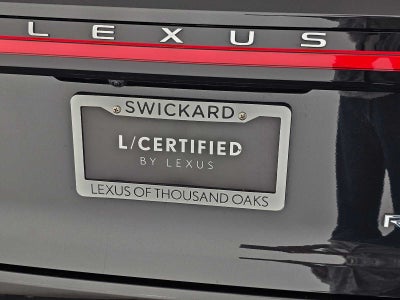 LEXUS
SWICKARD
L/CERTIFIED
BY LEXUS
LEXUS OF THOUSAND OAKS
R